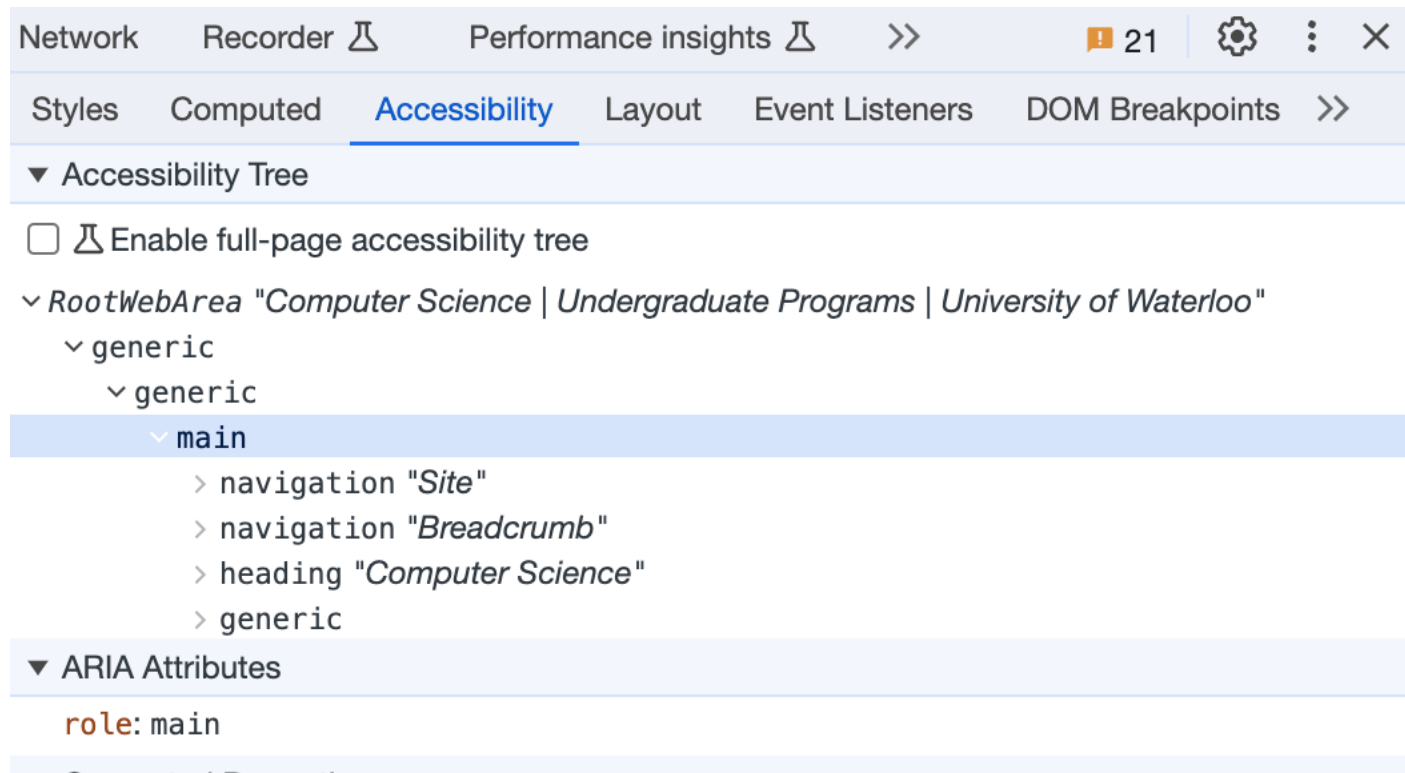 Network Recorder Performance insights 21
Styles Computed Accessibility Layout Event Listeners DOM Breakpoints
Accessibility Tree
Enable full-page accessibility tree
RootWebArea "Computer Science | Undergraduate Programs | University of Waterloo"
generic
generic
main
navigation "Site"
navigation "Breadcrumb"
heading "Computer Science"
generic
ARIA Attributes
role: main